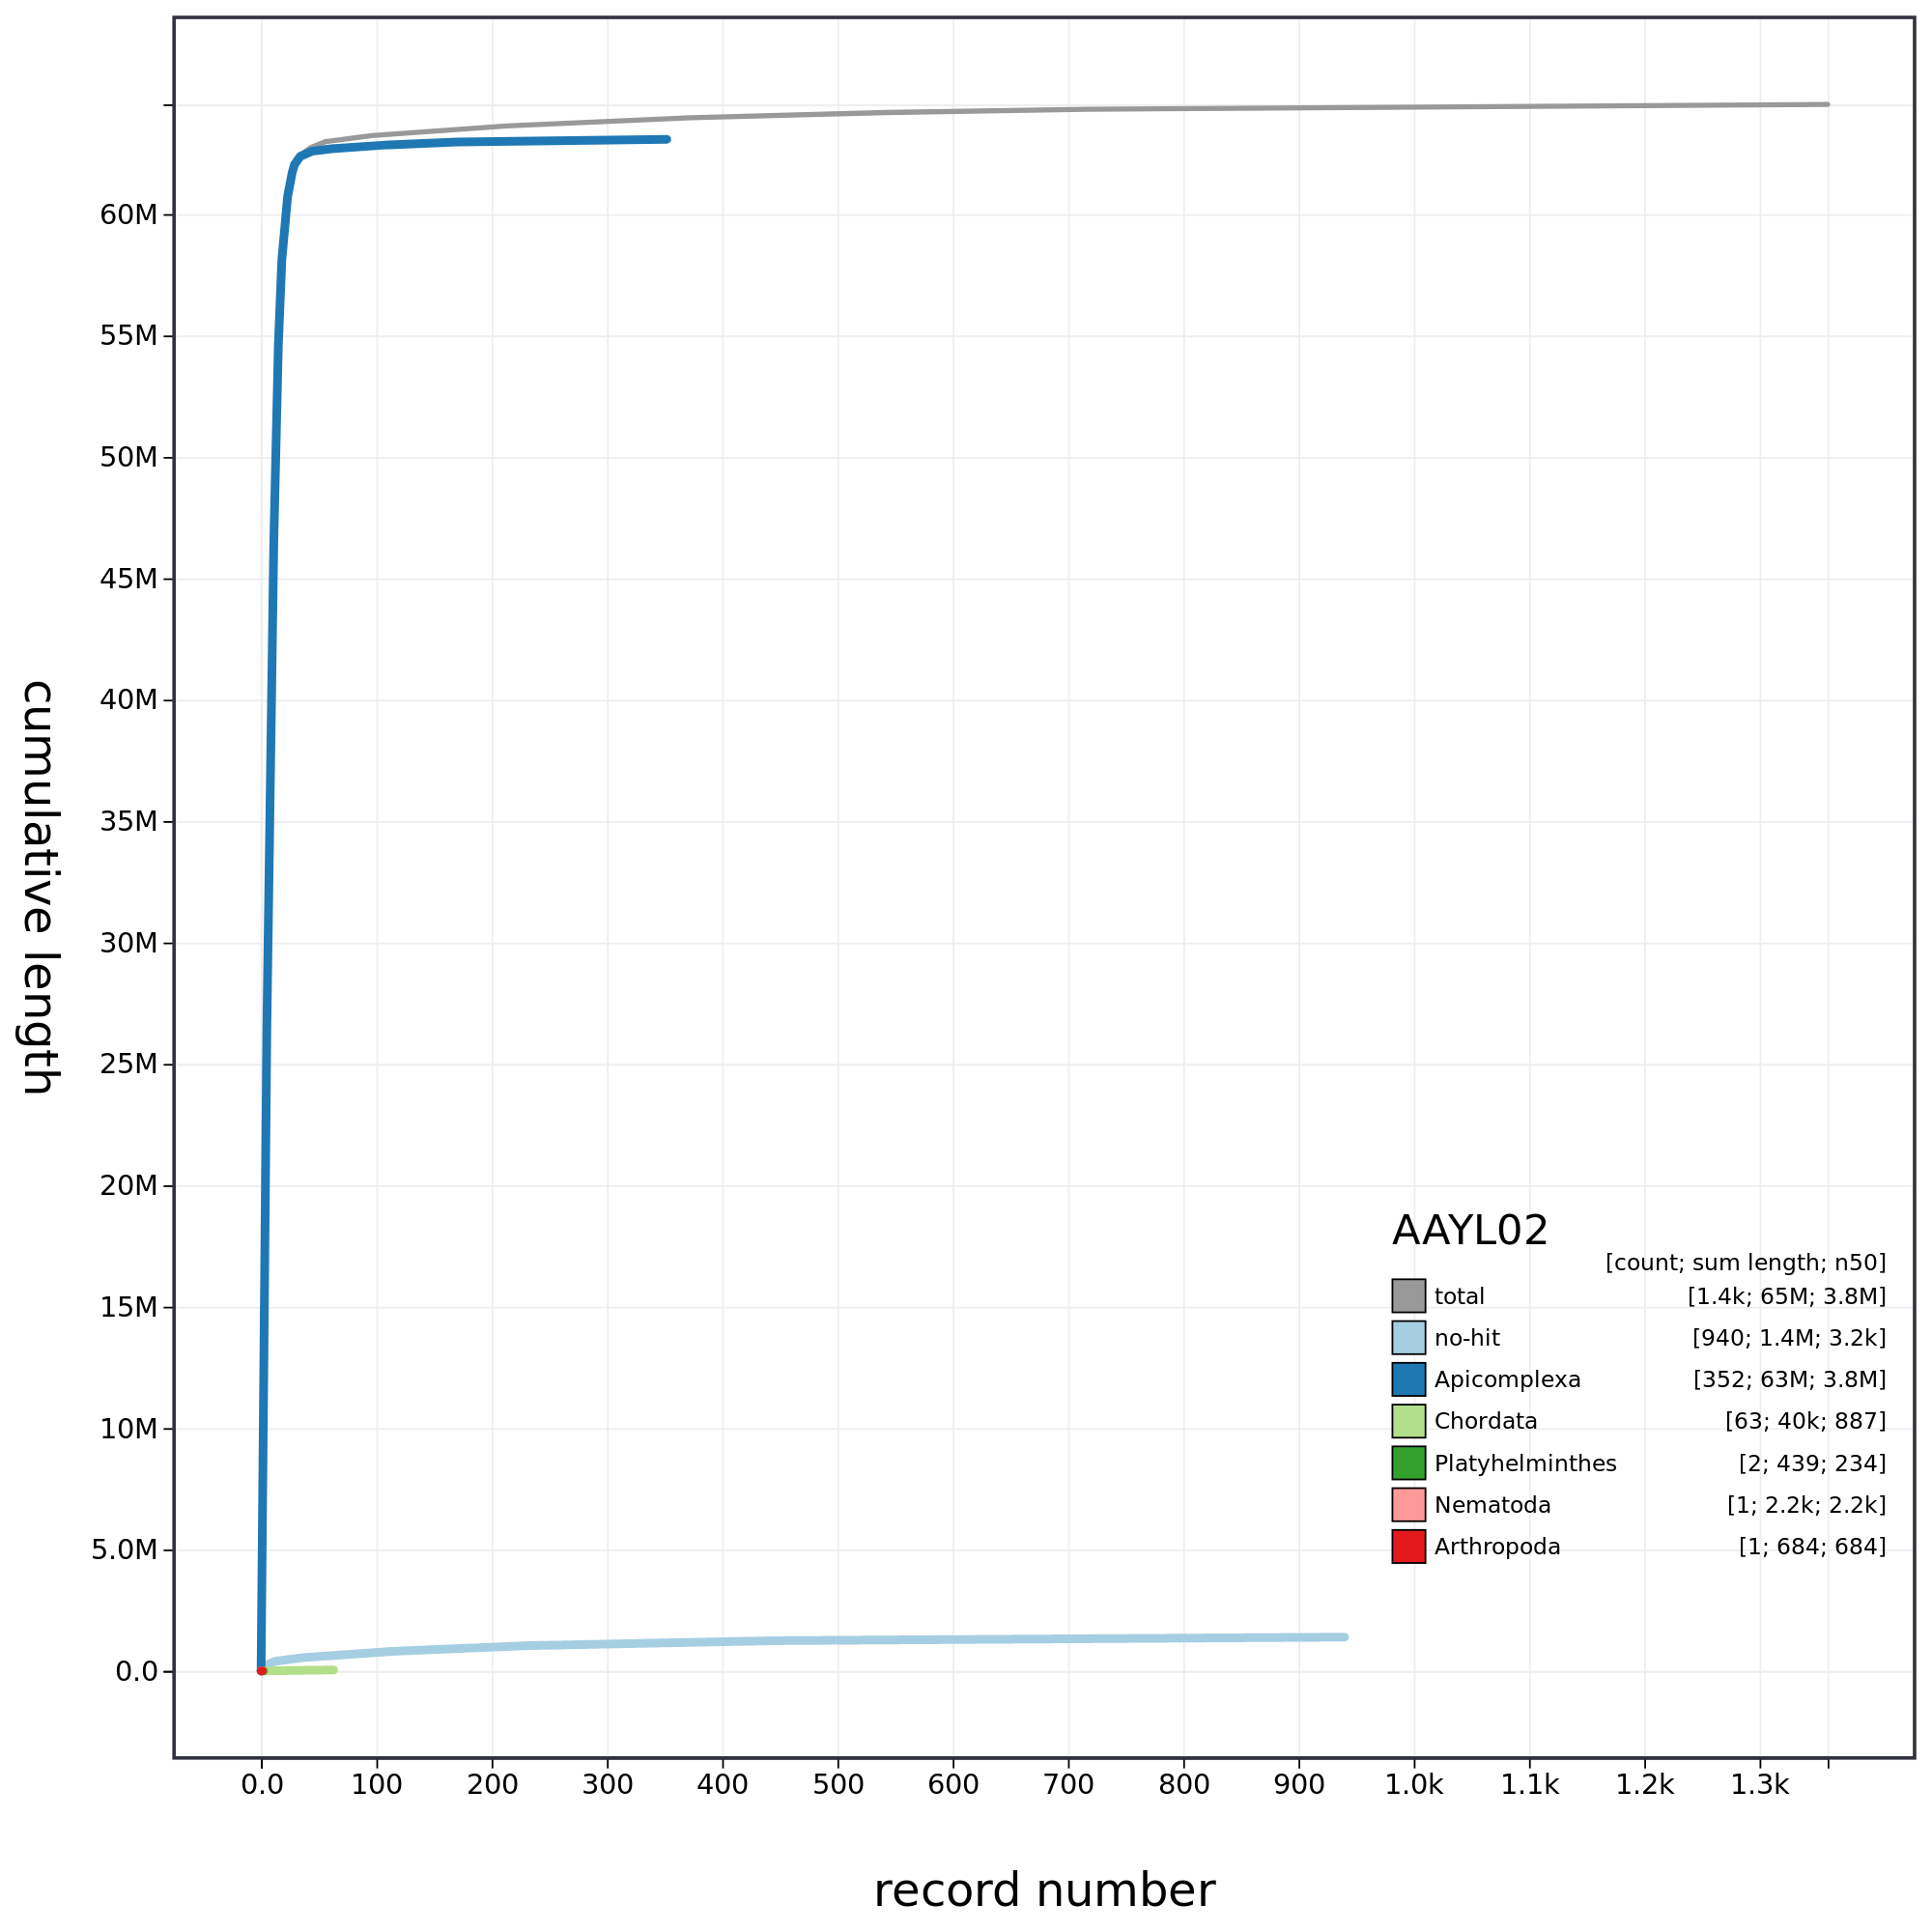 60M
55M
50M
45M
40M
35M
30M
25M
20M
15M
10M
5.0M
0.0
cumulative length
AAYL02
[count; sum length; n50]
total [1.4k; 65M; 3.8M]
no-hit [940; 1.4M; 3.2k]
Apicomplexa [352; 63M; 3.8M]
Chordata [63; 40k; 887]
Platyhelminthes [2; 439; 234]
Nematoda [1; 2.2k; 2.2k]
Arthropoda [1; 684; 684]
0.0 100 200 300 400 500 600 700 800 900 1.0k 1.1k 1.2k 1.3k
record number